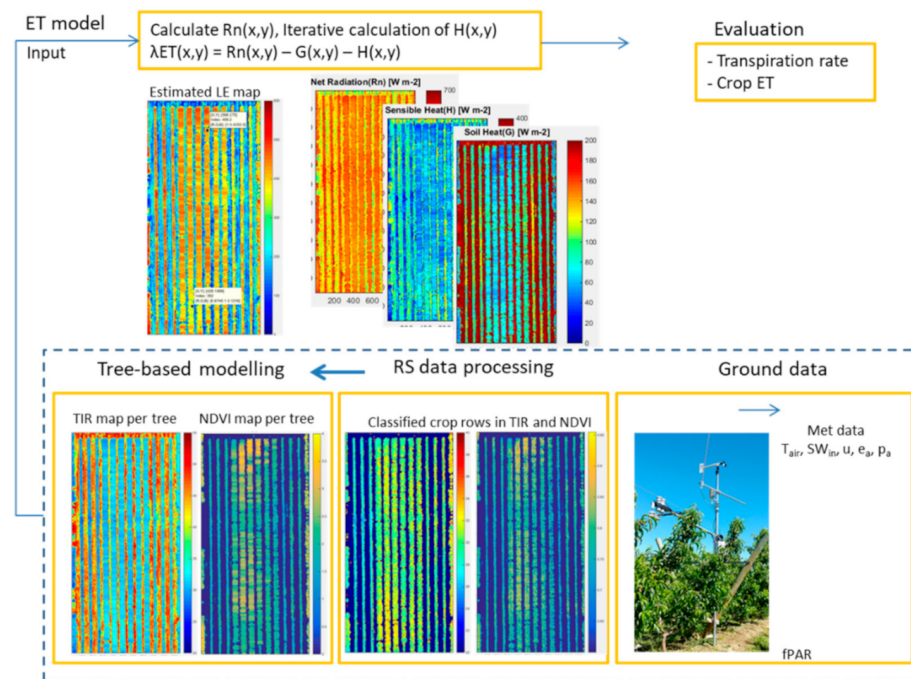 ET model
Input
Calculate Rn(x,y), Iterative calculation of H(x,y)
λET(x,y) = Rn(x,y) – G(x,y) – H(x,y)
Evaluation
- Transpiration rate
- Crop ET
Estimated LE map
Net Radiation(Rn) [W m-2]
700
Sensible Heat(H) [W m-2]
400
Soil Heat(G) [W m-2]
200
180
160
140
120
100
80
60
40
20
0
200 400 600
Tree-based modelling
RS data processing
Ground data
TIR map per tree
NDVI map per tree
Classified crop rows in TIR and NDVI
Met data
Tair, SWin, u, ea, pa
fPAR